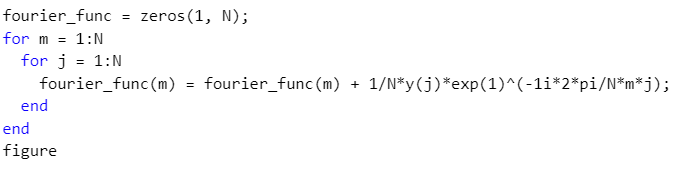 fourier_func = zeros(1, N);
for m = 1:N
  for j = 1:N
    fourier_func(m) = fourier_func(m) + 1/N*y(j)*exp(1)^(-1i*2*pi/N*m*j);
  end
end
figure